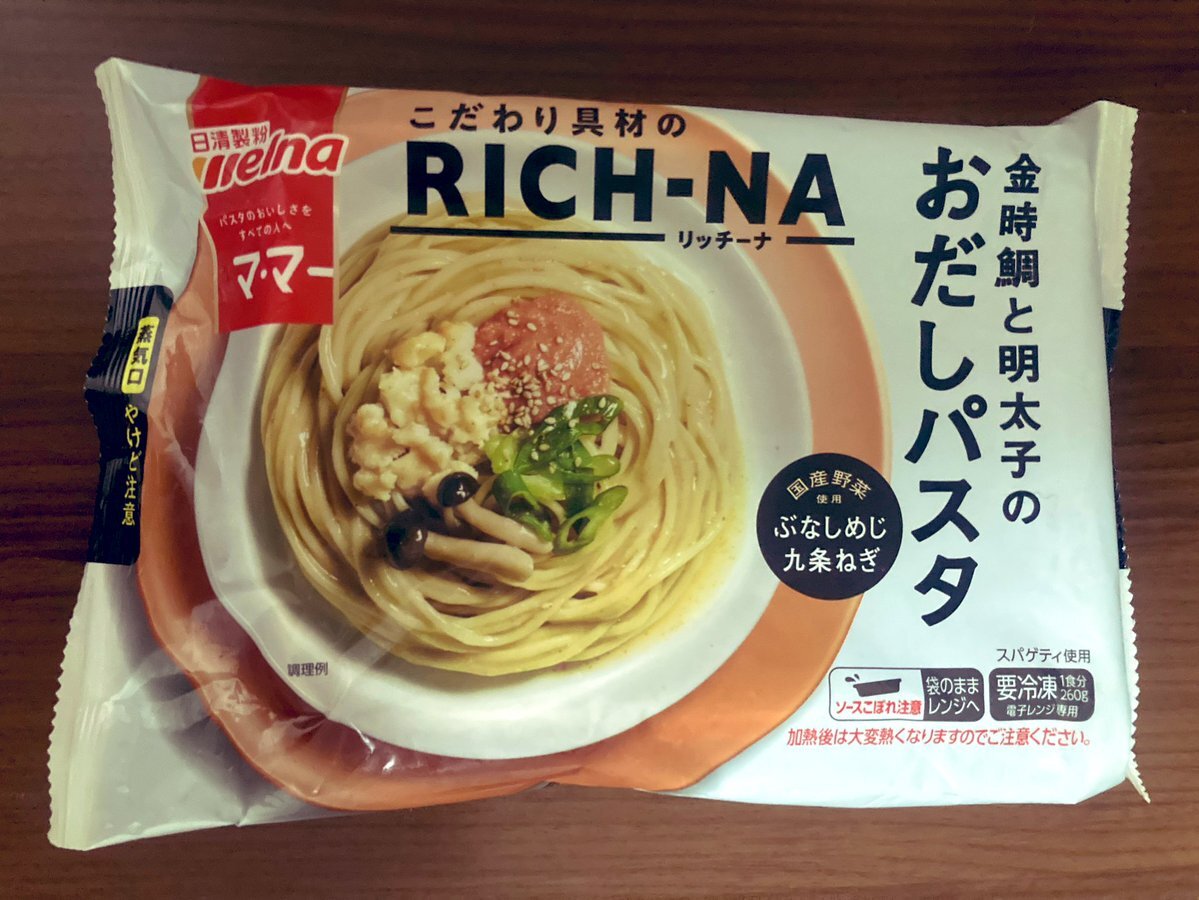 日清製粉
Welna
パスタのおいしさを
すべての人へ
マ・マー
こだわり具材の
RICH-NA
リッチーナ
金時鯛と明太子の
おだしパスタ
国産野菜
使用
ぶなしめじ
九条ねぎ
蒸気口 やけど注意
調理例
スパゲティ使用
ソースこぼれ注意
袋のまま
レンジへ
要冷凍
1食分
260g
電子レンジ専用
加熱後は大変熱くなりますのでご注意ください。